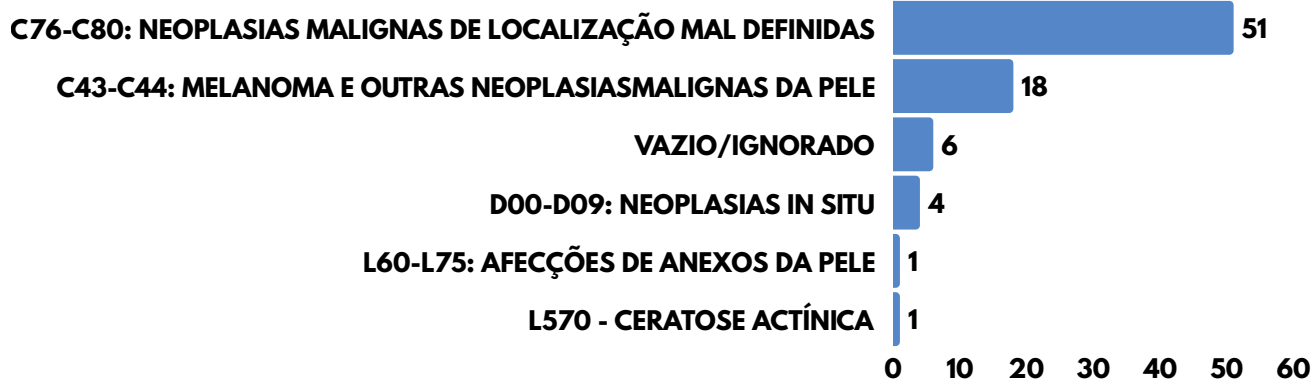 C76-C80: NEOPLASIAS MALIGNAS DE LOCALIZAÇÃO MAL DEFINIDAS 51
C43-C44: MELANOMA E OUTRAS NEOPLASIASMALIGNAS DA PELE 18
VAZIO/IGNORADO 6
D00-D09: NEOPLASIAS IN SITU 4
L60-L75: AFECÇÕES DE ANEXOS DA PELE 1
L570 - CERATOSE ACTÍNICA 1
0 10 20 30 40 50 60